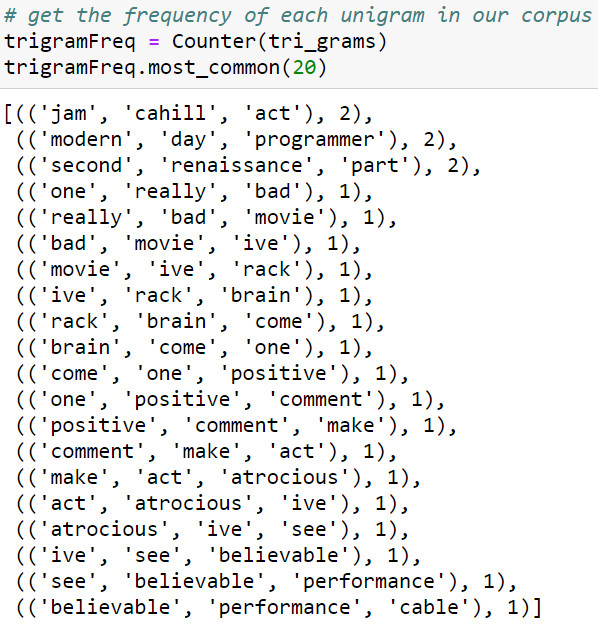 # get the frequency of each unigram in our corpus
trigramFreq = Counter(tri_grams)
trigramFreq.most_common(20)
[(('jam', 'cahill', 'act'), 2),
(('modern', 'day', 'programmer'), 2),
(('second', 'renaissance', 'part'), 2),
(('one', 'really', 'bad'), 1),
(('really', 'bad', 'movie'), 1),
(('bad', 'movie', 'ive'), 1),
(('movie', 'ive', 'rack'), 1),
(('ive', 'rack', 'brain'), 1),
(('rack', 'brain', 'come'), 1),
(('brain', 'come', 'one'), 1),
(('come', 'one', 'positive'), 1),
(('one', 'positive', 'comment'), 1),
(('positive', 'comment', 'make'), 1),
(('comment', 'make', 'act'), 1),
(('make', 'act', 'atrocious'), 1),
(('act', 'atrocious', 'ive'), 1),
(('atrocious', 'ive', 'see'), 1),
(('ive', 'see', 'believable'), 1),
(('see', 'believable', 'performance'), 1),
(('believable', 'performance', 'cable'), 1)]